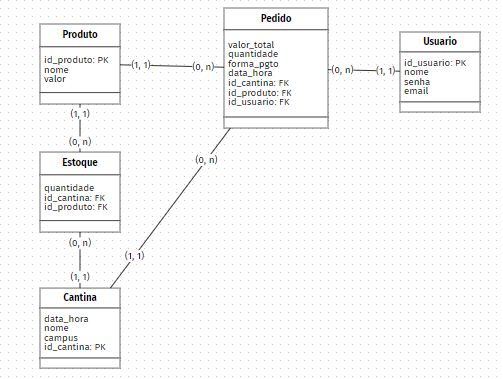 Produto
id_produto: PK
nome
valor
(1, 1)
(0, n)
Pedido
valor_total
quantidade
forma_pgto
data_hora
id_cantina: FK
id_produto: FK
id_usuario: FK
(0, n)
(1, 1)
Usuario
id_usuario: PK
nome
senha
email
(1, 1)
(0, n)
Estoque
quantidade
id_cantina: FK
id_produto: FK
(0, n)
(1, 1)
(0, n)
(1, 1)
Cantina
data_hora
nome
campus
id_cantina: PK